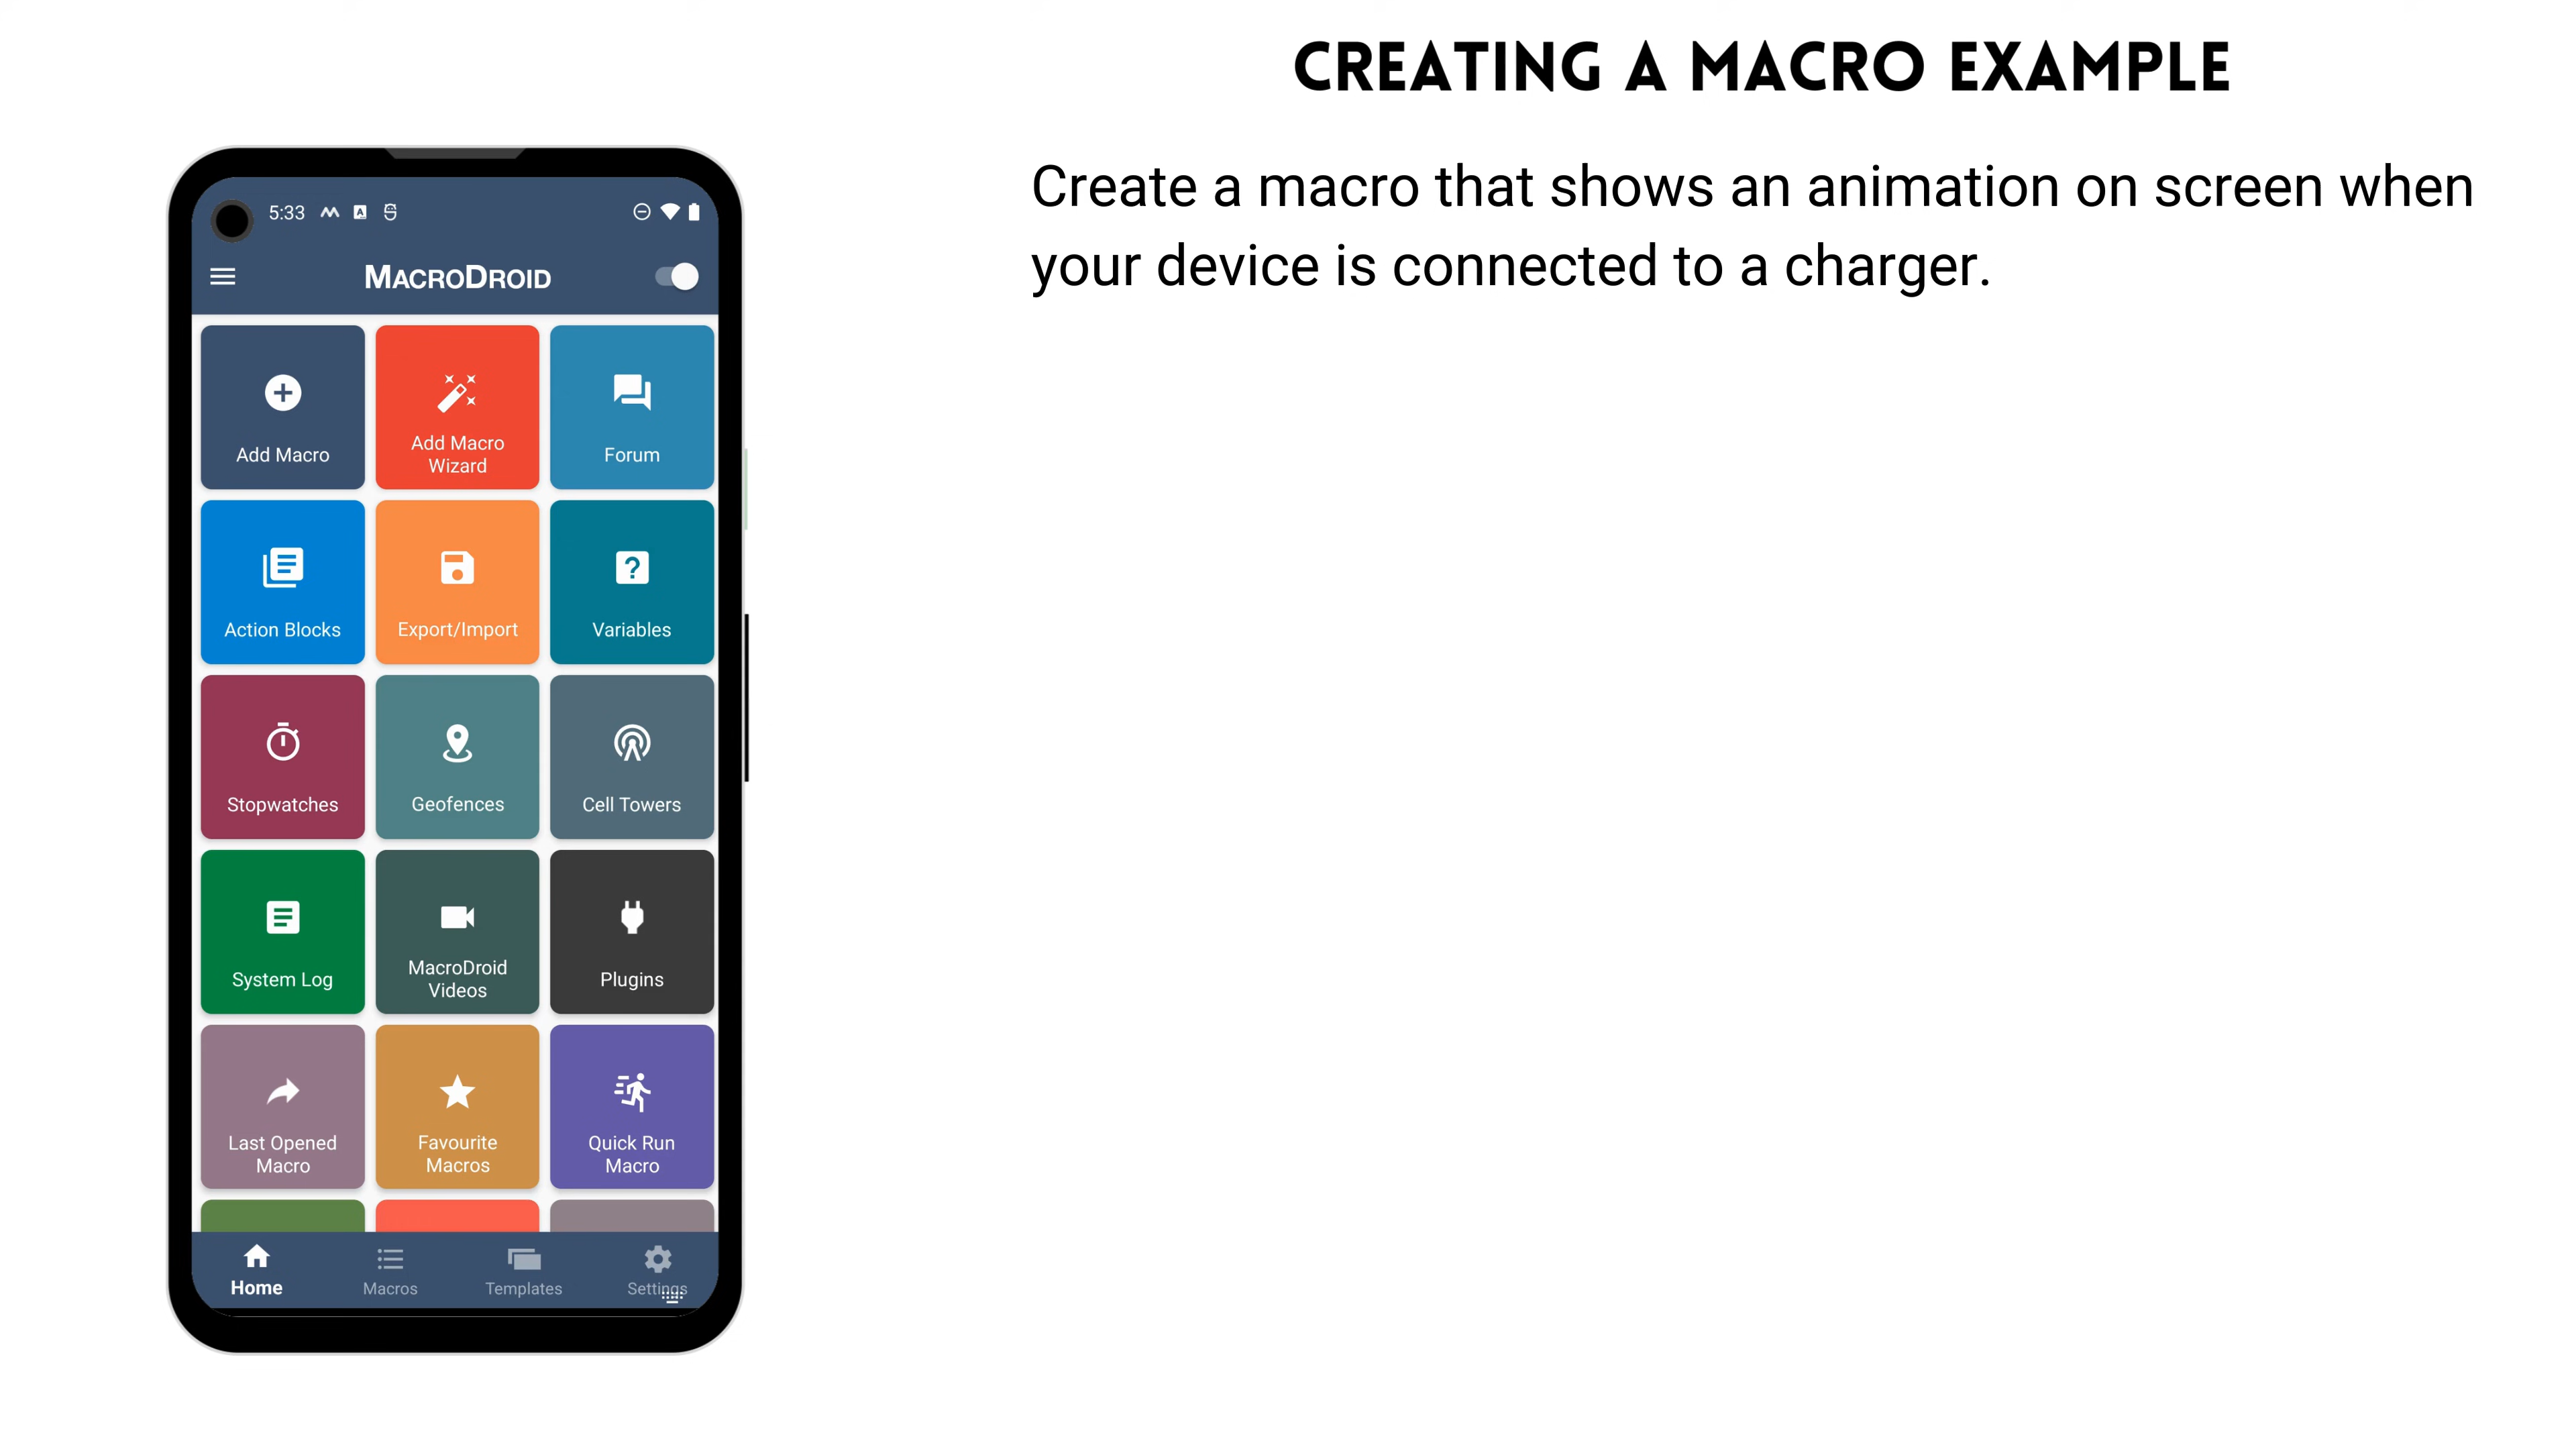 CREATING A MACRO EXAMPLE
Create a macro that shows an animation on screen when
your device is connected to a charger.
5:33
MACRODROID
Add Macro
Add Macro
Wizard
Forum
Action Blocks
Export/Import
Variables
Stopwatches
Geofences
Cell Towers
System Log
MacroDroid
Videos
Plugins
Last Opened
Macro
Favourite
Macros
Quick Run
Macro
Home
Macros
Templates
Settings